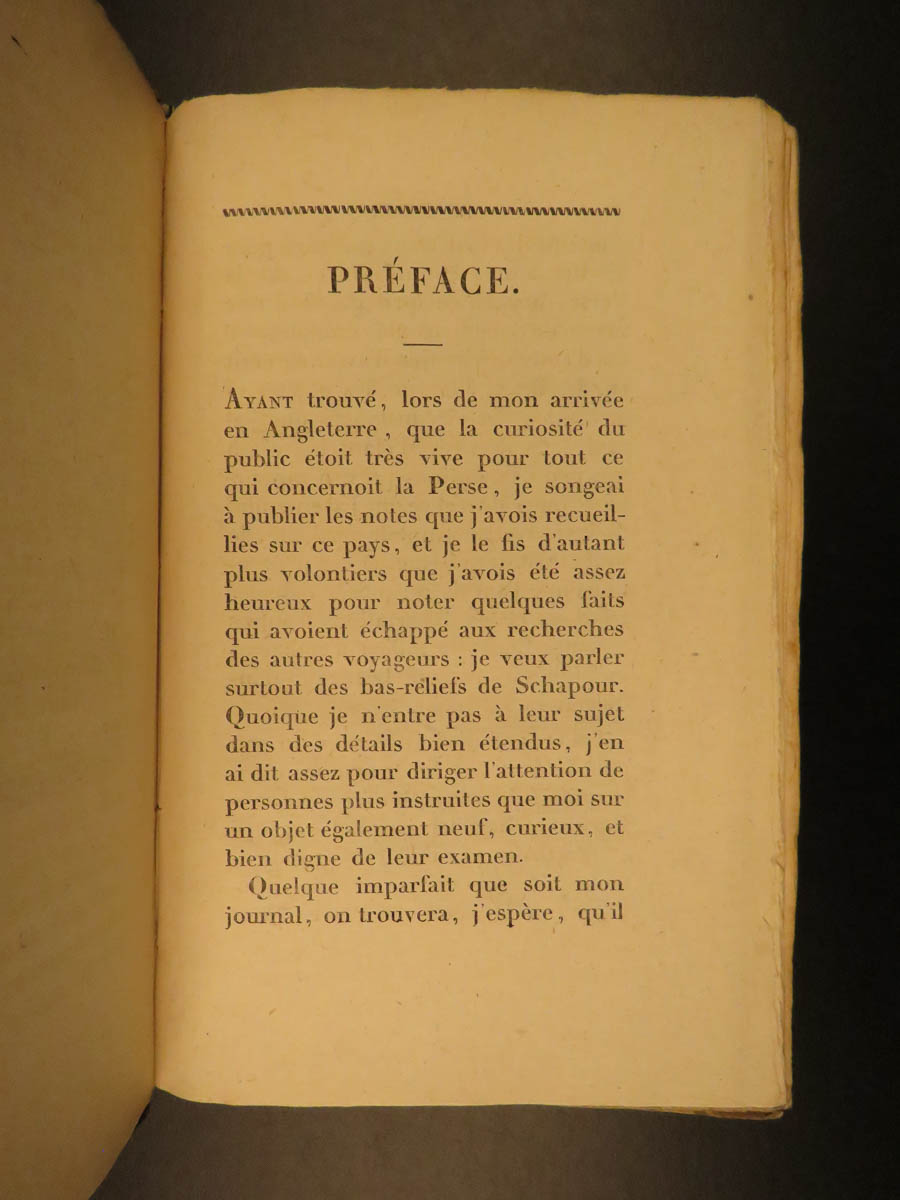 PRÉFACE.
AYANT trouvé, lors de mon arrivée
en Angleterre, que la curiosité du
public étoit très vive pour tout ce
qui concernoit la Perse, je songeai
à publier les notes que j'avois recueil-
lies sur ce pays, et je le fis d'autant
plus volontiers que j'avois été assez
heureux pour noter quelques faits
qui avoient échappé aux recherches
des autres voyageurs : je veux parler
surtout des bas-réliefs de Schapour.
Quoique je n'entre pas à leur sujet
dans des détails bien étendus, j'en
ai dit assez pour diriger l'attention de
personnes plus instruites que moi sur
un objet également neuf, curieux, et
bien digne de leur examen.
Quelque imparfait que soit mon
journal, on trouvera, j'espère, qu'il